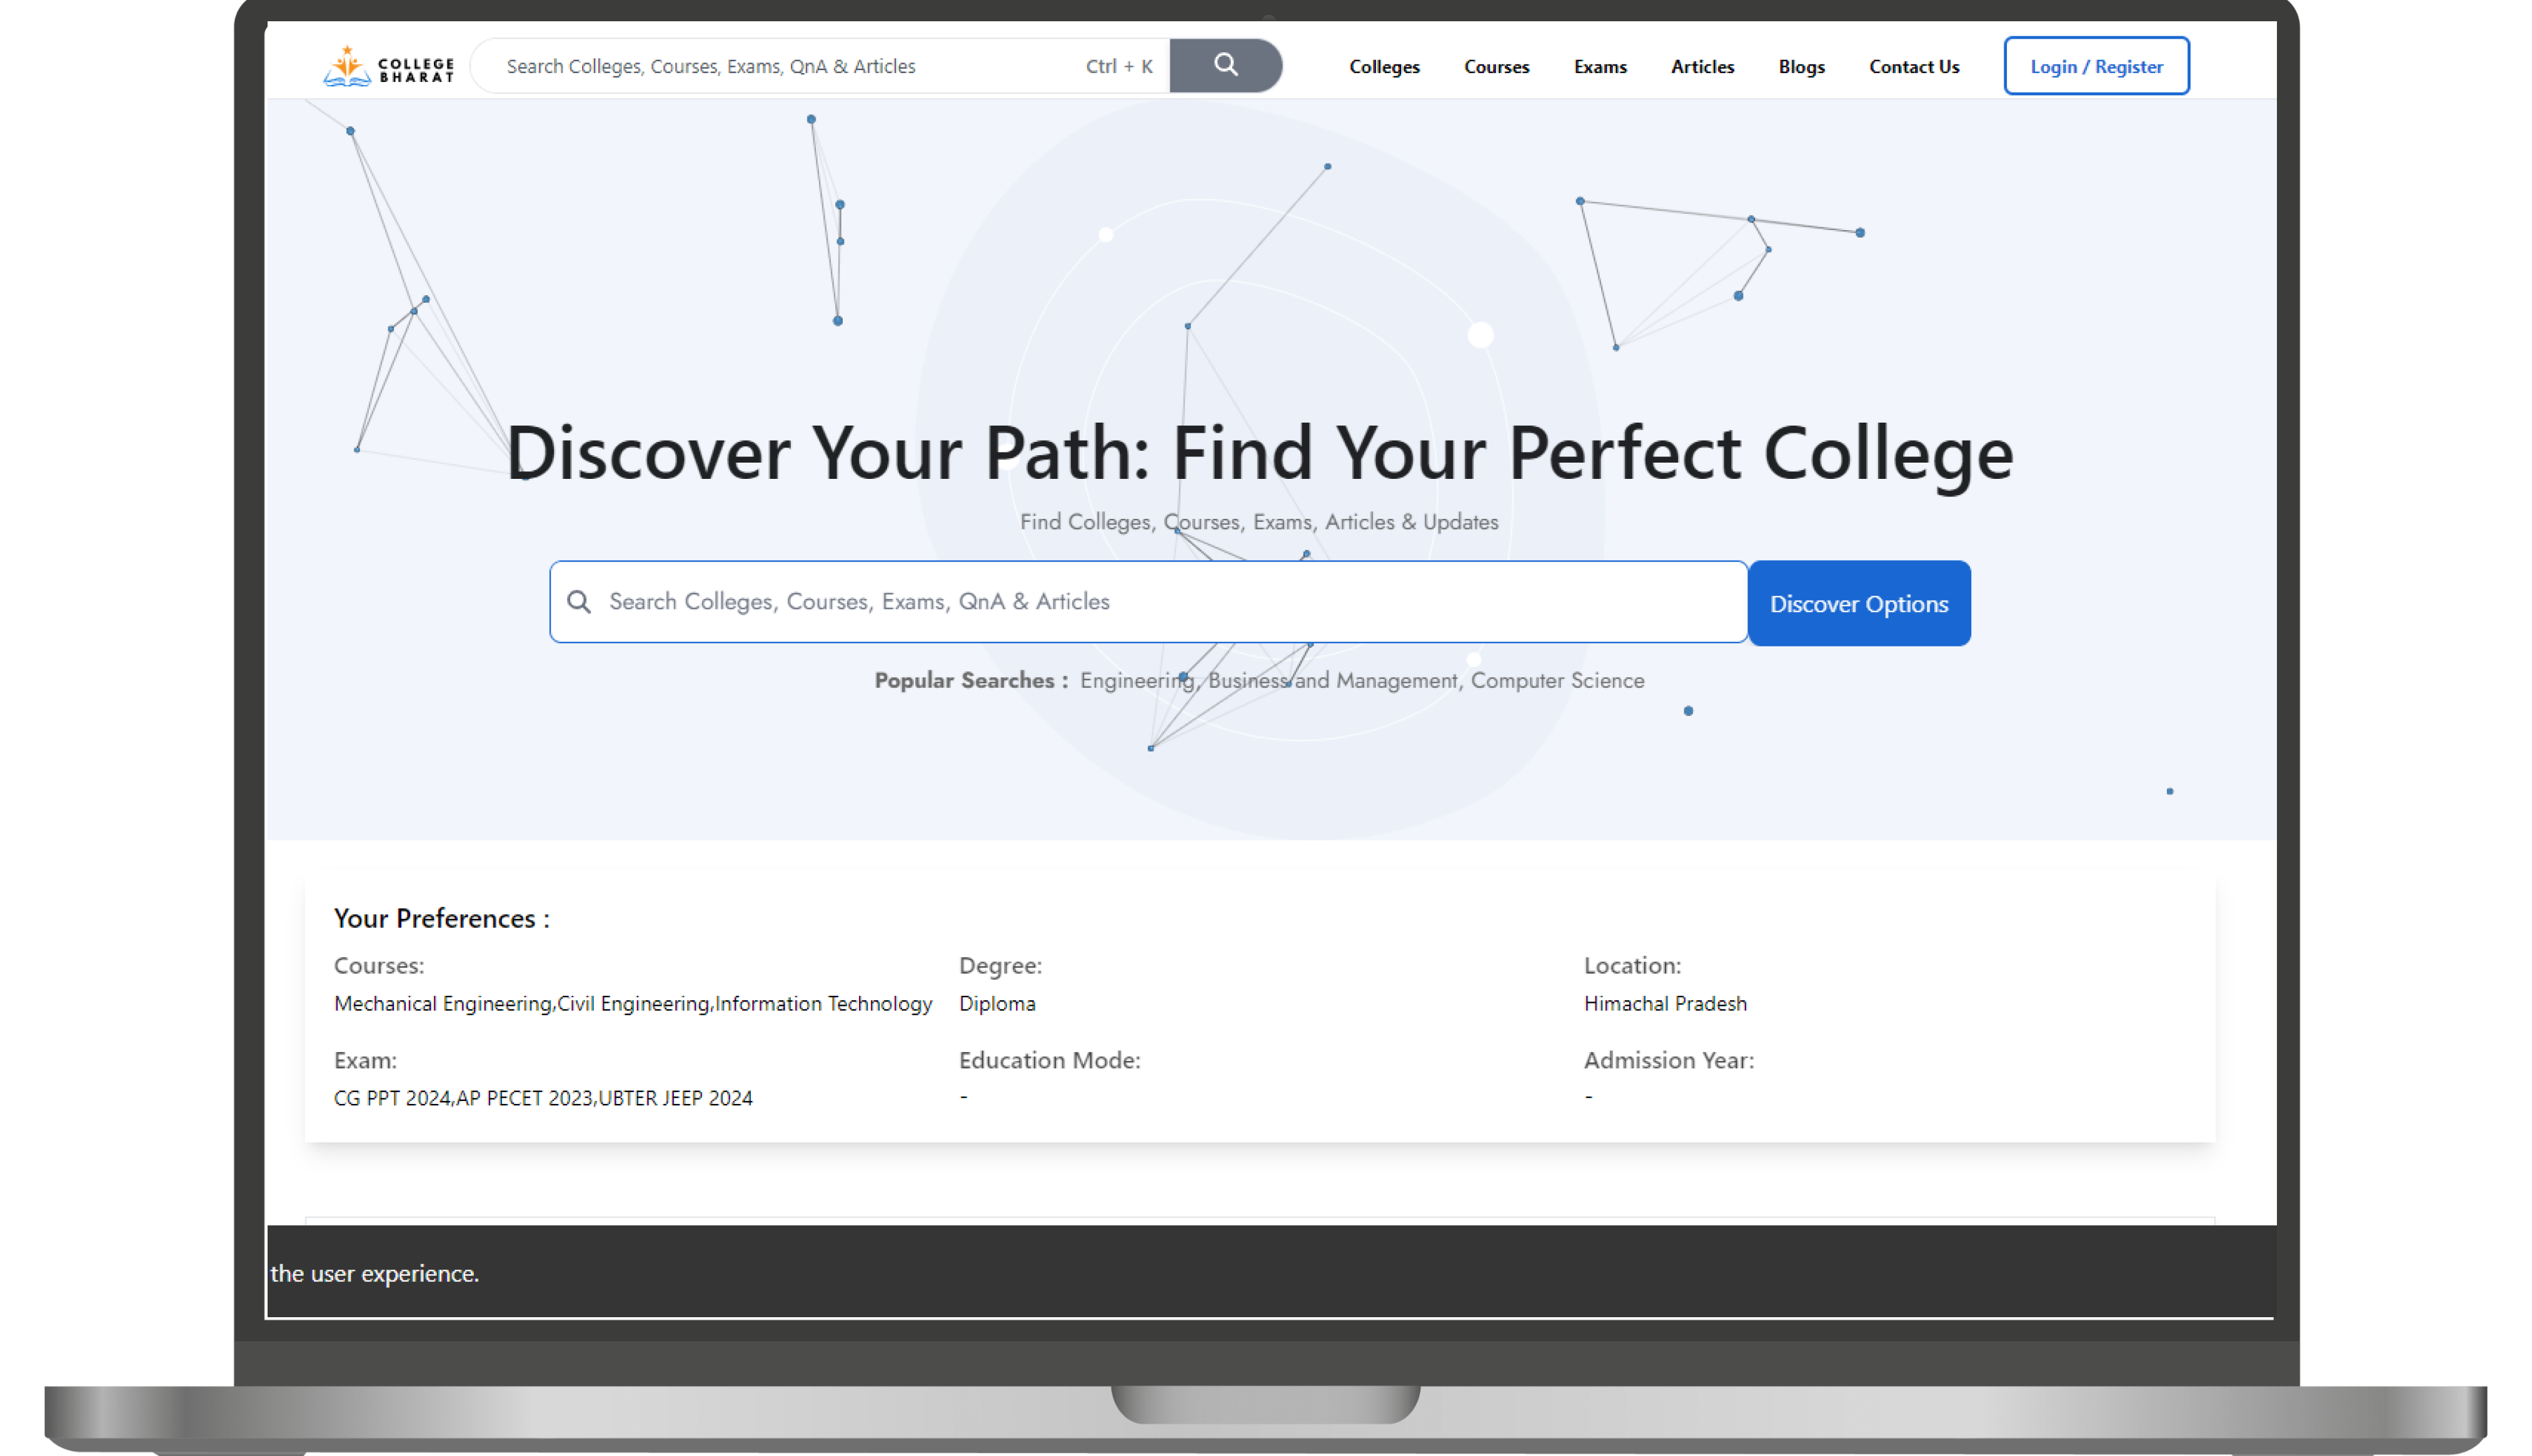 COLLEGE
BHARAT
Search Colleges, Courses, Exams, QnA & Articles Ctrl + K
Colleges Courses Exams Articles Blogs Contact Us Login / Register
Discover Your Path: Find Your Perfect College
Find Colleges, Courses, Exams, Articles & Updates
Search Colleges, Courses, Exams, QnA & Articles Discover Options
Popular Searches : Engineering, Business and Management, Computer Science
Your Preferences :
Courses: Degree: Location:
Mechanical Engineering,Civil Engineering,Information Technology Diploma Himachal Pradesh
Exam: Education Mode: Admission Year:
CG PPT 2024,AP PECET 2023,UBTER JEEP 2024 - -
the user experience.